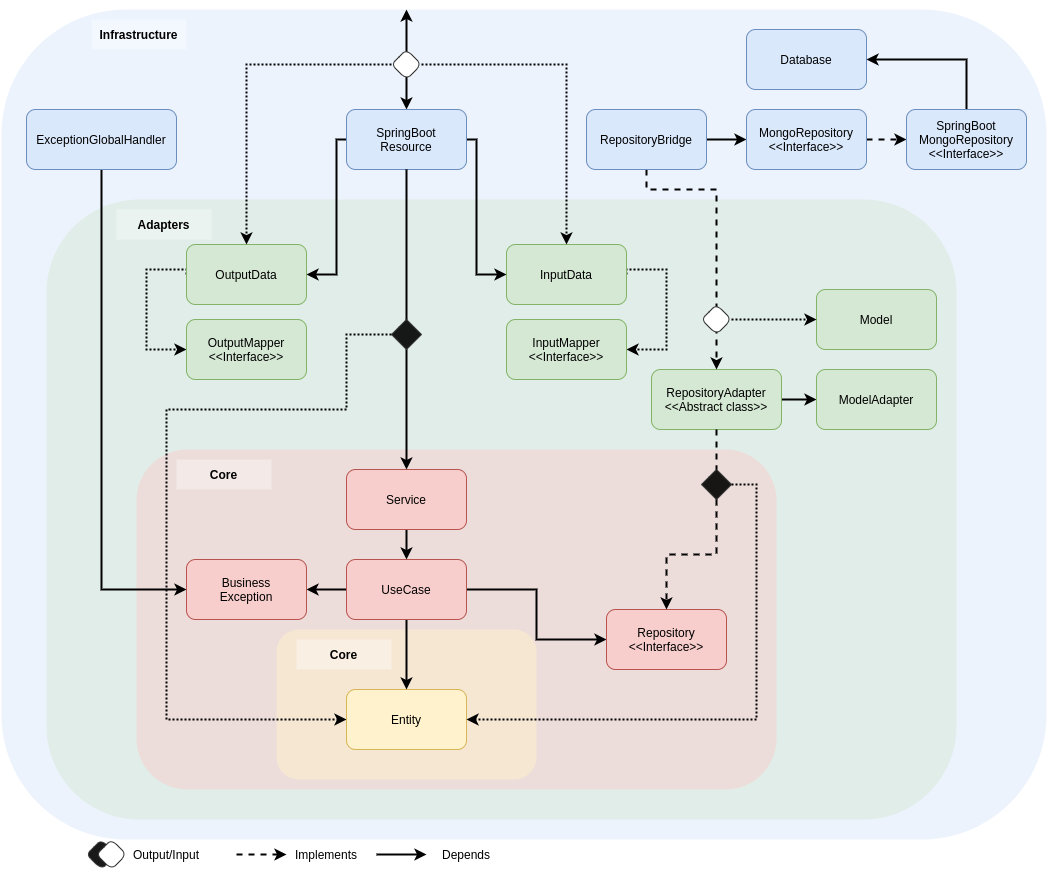 Infrastructure
Database
ExceptionGlobalHandler
SpringBoot
Resource
RepositoryBridge
MongoRepository
<<Interface>>
SpringBoot
MongoRepository
<<Interface>>
Adapters
OutputData
InputData
OutputMapper
<<Interface>>
InputMapper
<<Interface>>
Model
RepositoryAdapter
<<Abstract class>>
ModelAdapter
Core
Service
Business
Exception
UseCase
Repository
<<Interface>>
Core
Entity
Output/Input
Implements
Depends